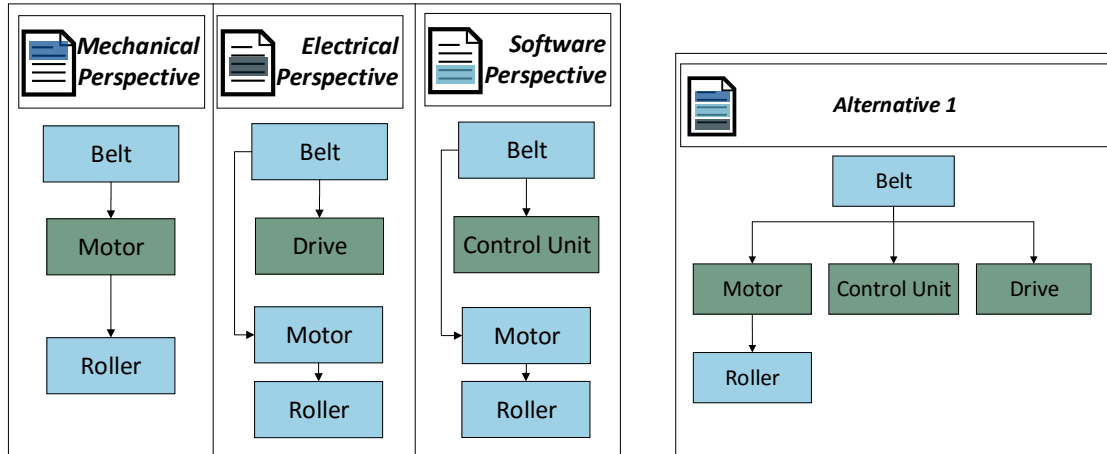 Mechanical
Perspective
Belt
Motor
Roller
Electrical
Perspective
Belt
Drive
Motor
Roller
Software
Perspective
Belt
Control Unit
Motor
Roller
Alternative 1
Belt
Motor
Control Unit
Drive
Roller